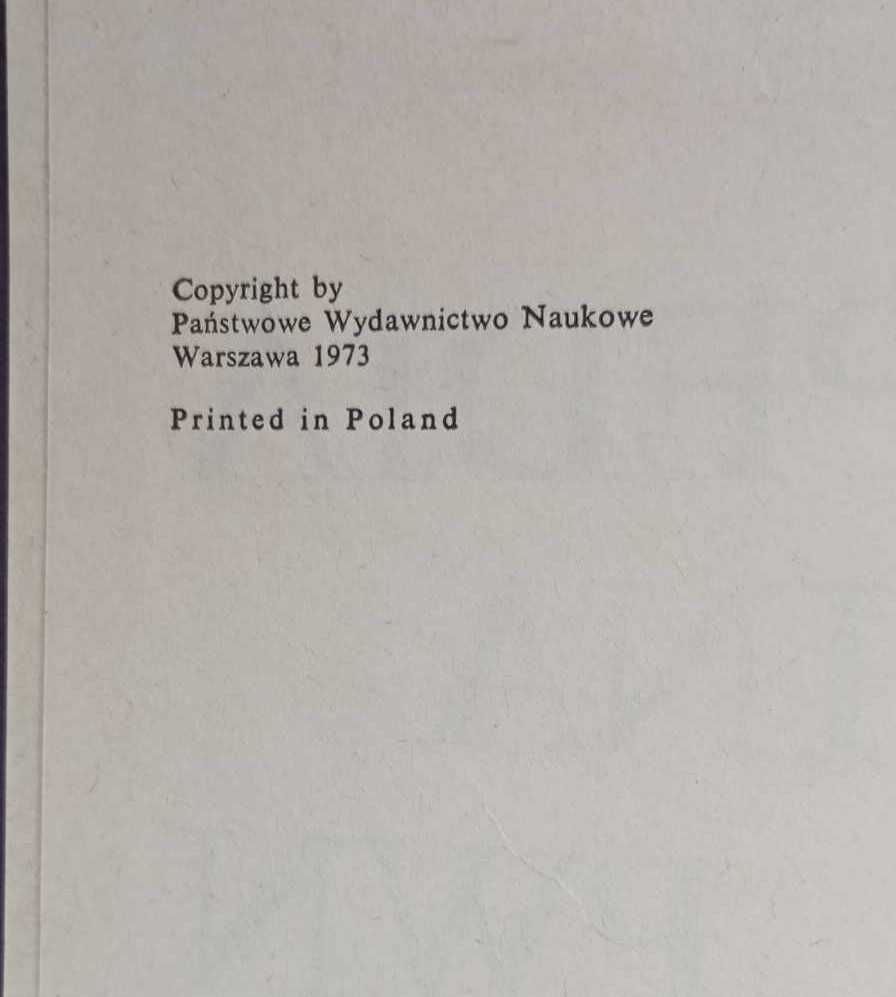 Copyright by
Państwowe Wydawnictwo Naukowe
Warszawa 1973
Printed in Poland